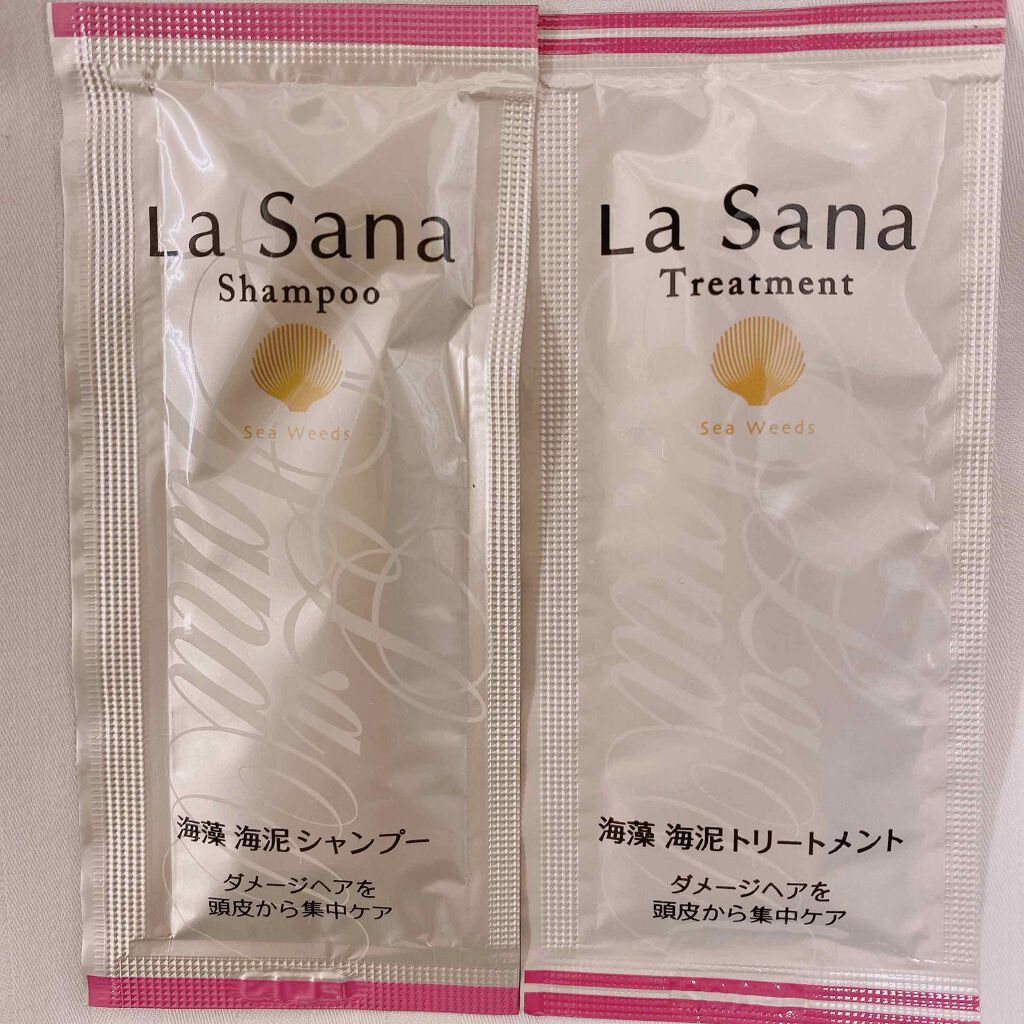 La Sana
Shampoo
Sea Weeds
海藻 海泥シャンプー
ダメージヘアを
頭皮から集中ケア
La Sana
Treatment
Sea Weeds
海藻 海泥トリートメント
ダメージヘアを
頭皮から集中ケア